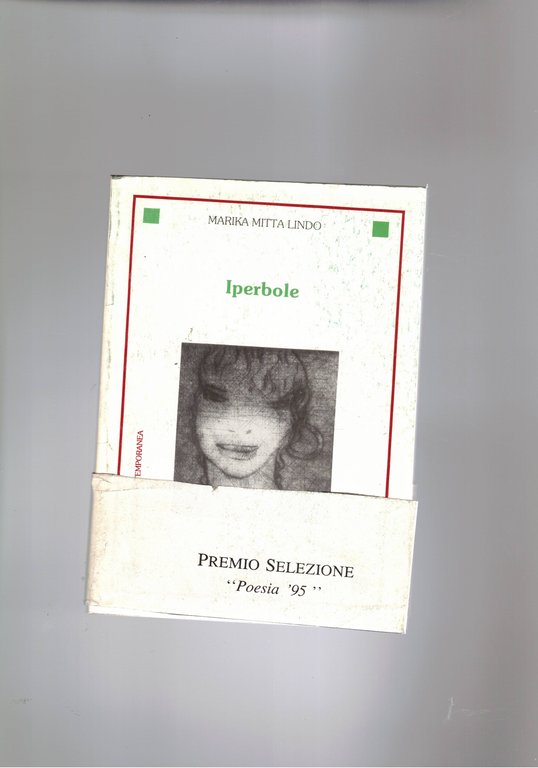 MARIKA MITTA LINDO
Iperbole
TEMPORANEA
PREMIO SELEZIONE
“Poesia '95”